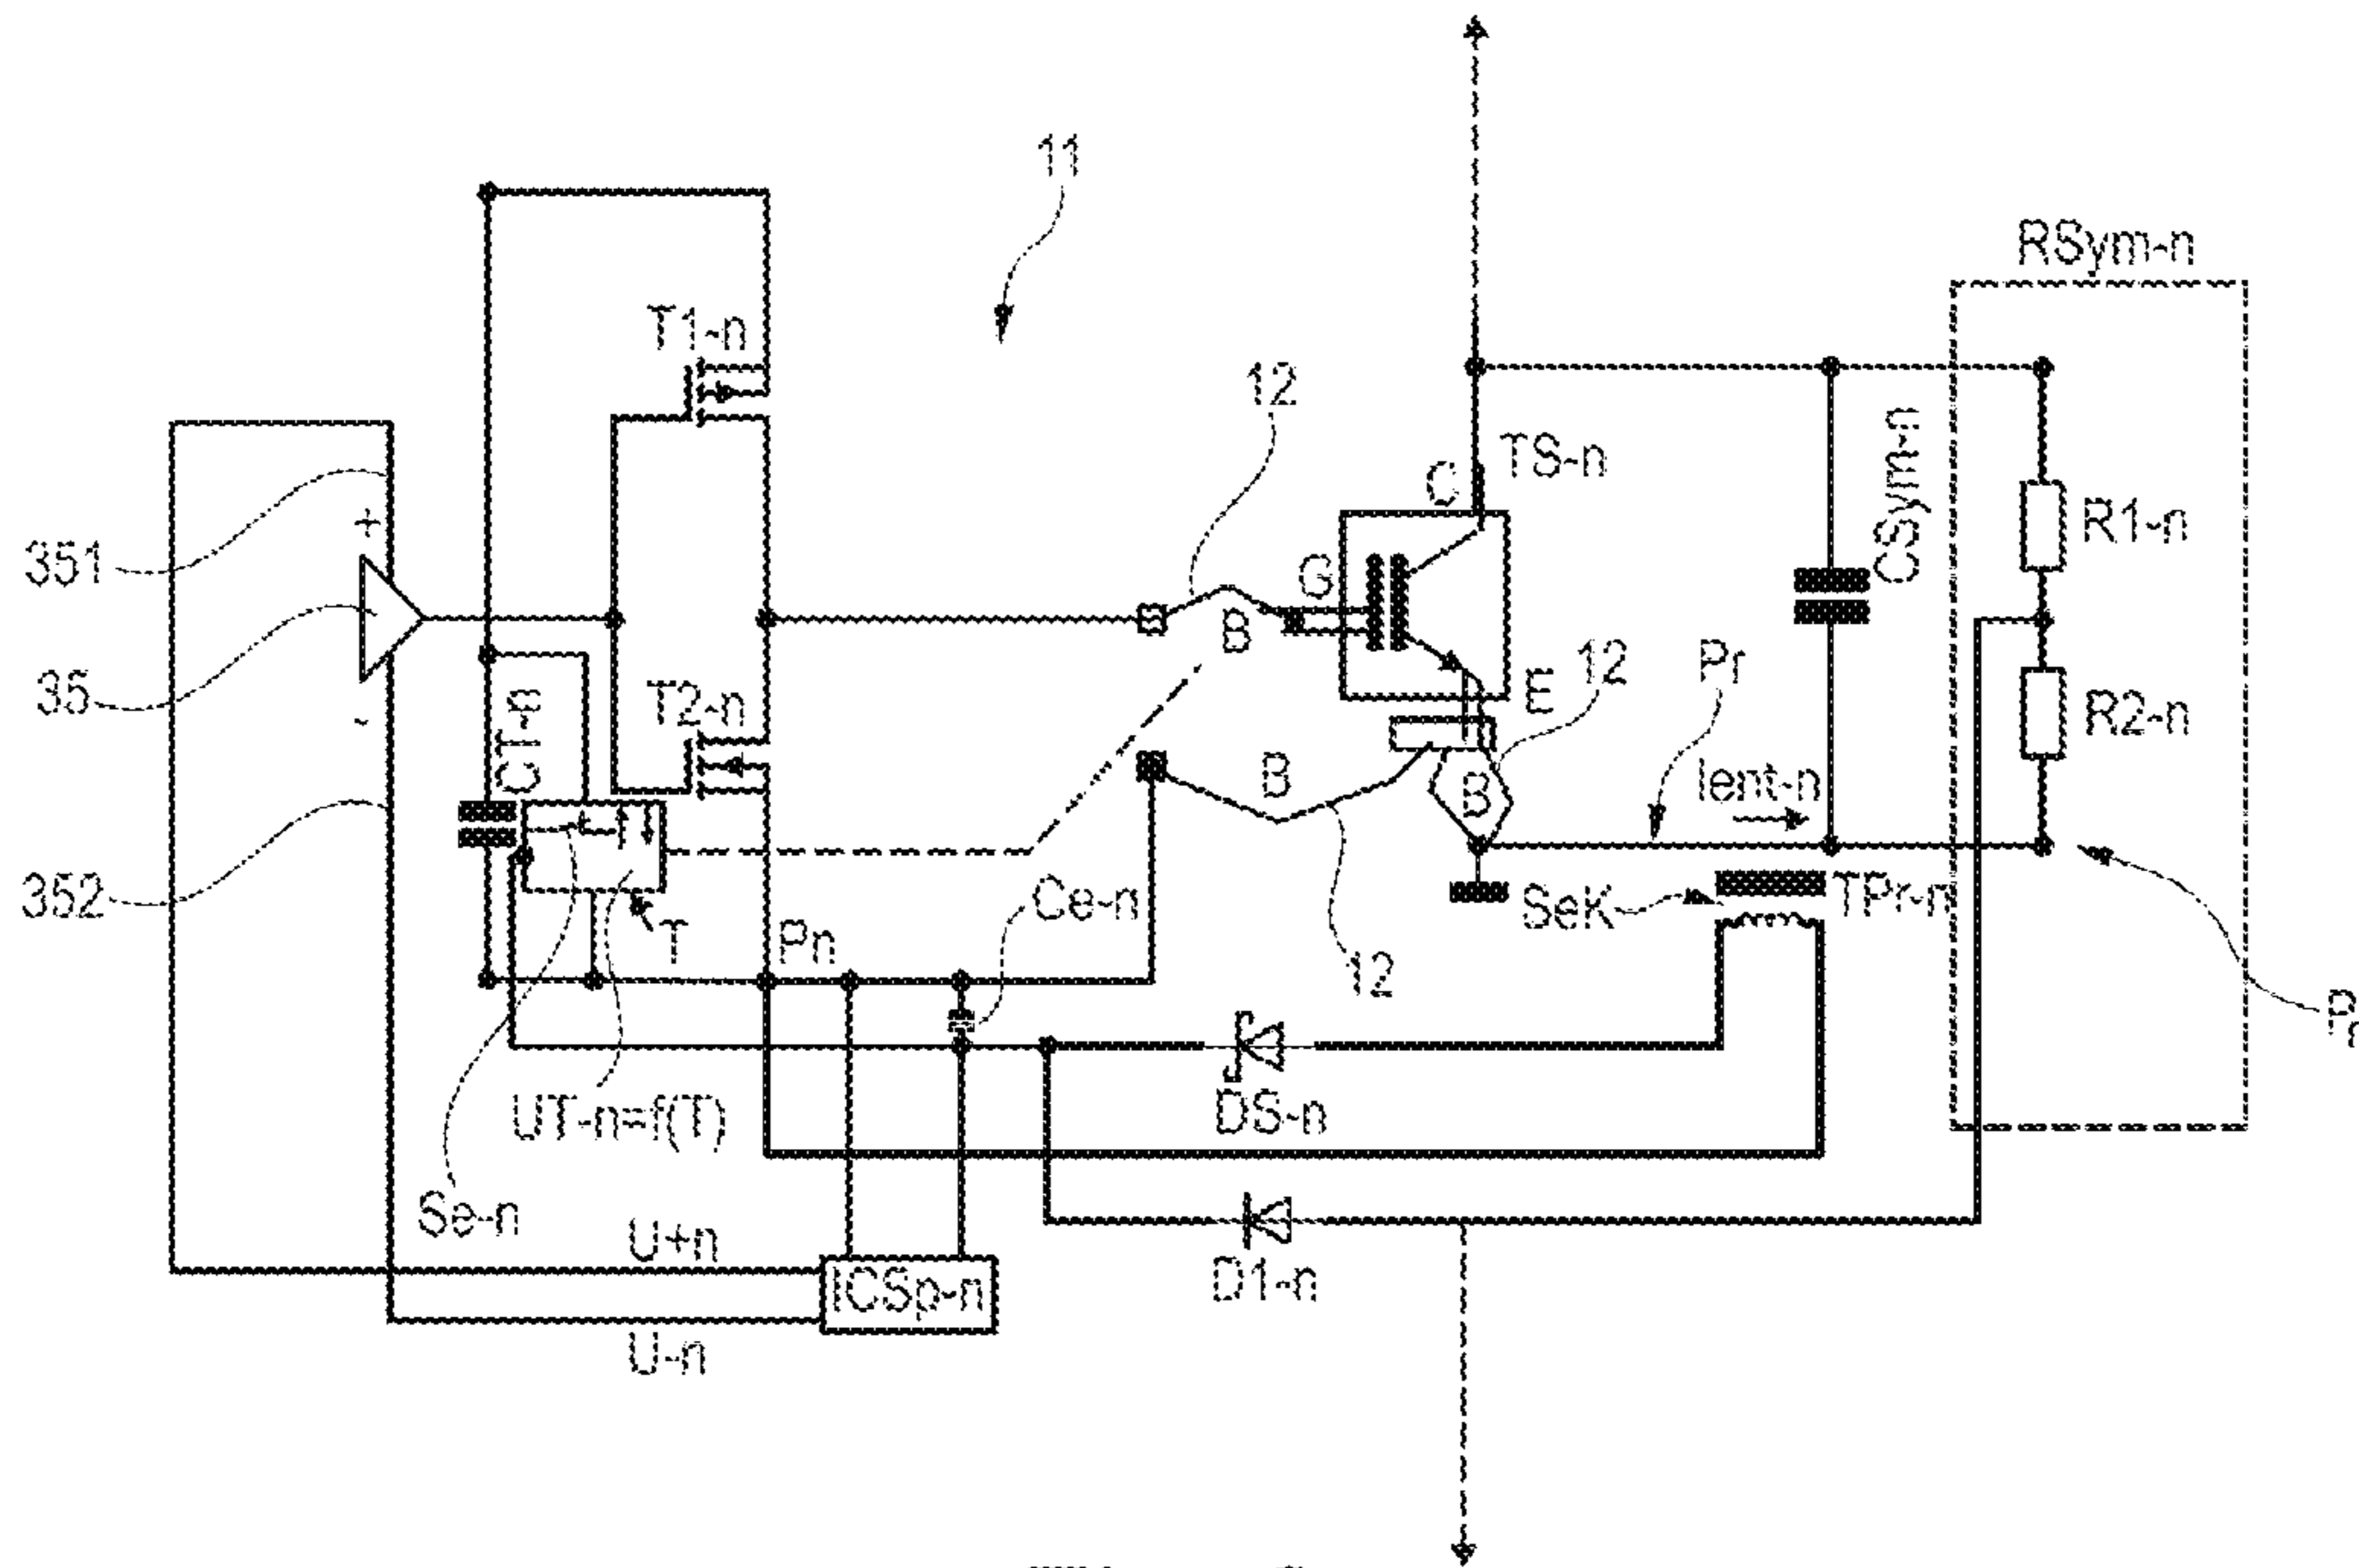 11
RSym-n
T1-n
12
TS-n
C
CSym-n
R1-n
351
+
G
B
35
-
CT-n
T2-n
E
12
Pr
R2-n
B
B
Ient-n
352
Ce-n
SeK
TPr-n
T
Pn
12
UT-n=f(T)
DS-n
Se-n
U+n
ICSp-n
D1-n
U-n